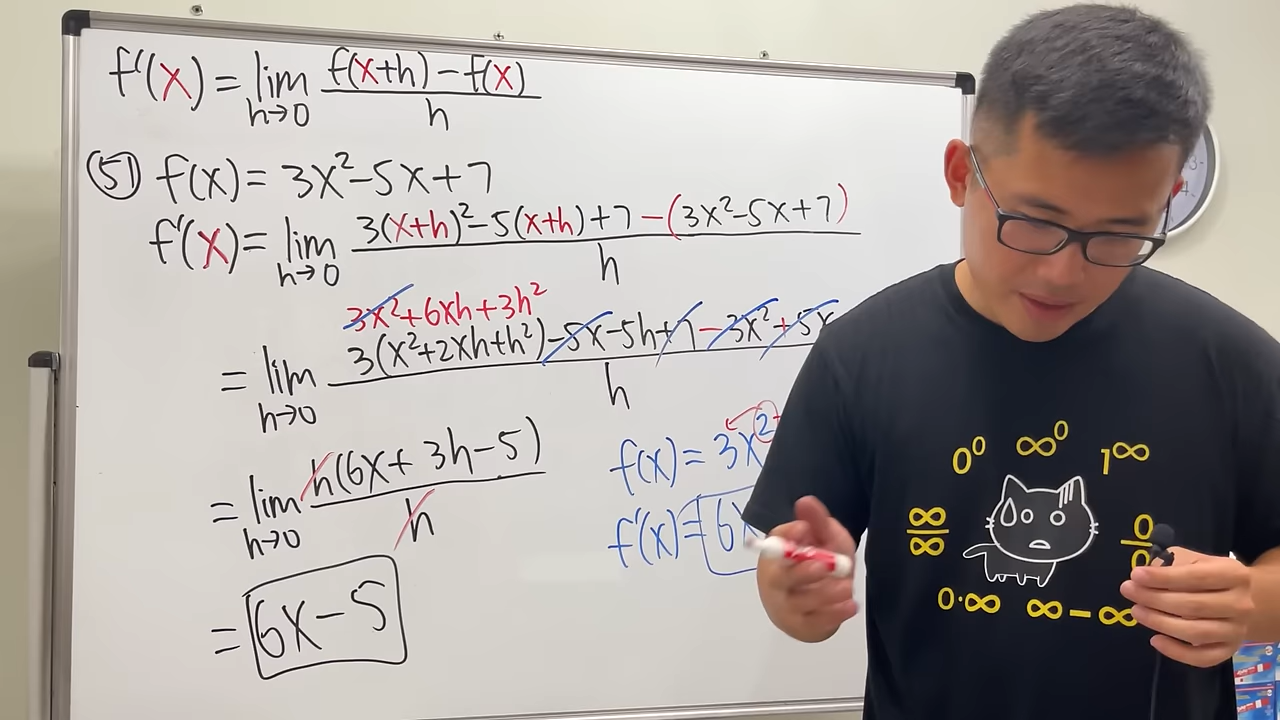 f'(x) = lim h→0 (f(x+h) - f(x)) / h
(5) f(x) = 3x² - 5x + 7
f'(x) = lim h→0 (3(x+h)² - 5(x+h) + 7 - (3x² - 5x + 7)) / h
3x² + 6xh + 3h²
= lim h→0 (3(x² + 2xh + h²) - 5x - 5h + 7 - 3x² + 5x / h
= lim h→0 h(6x + 3h - 5) / h
= 6x - 5
f(x) = 3x²
f'(x) = 6x
0⁰ ∞⁰ 1^∞
∞/∞ 0/0
0·∞ ∞-∞